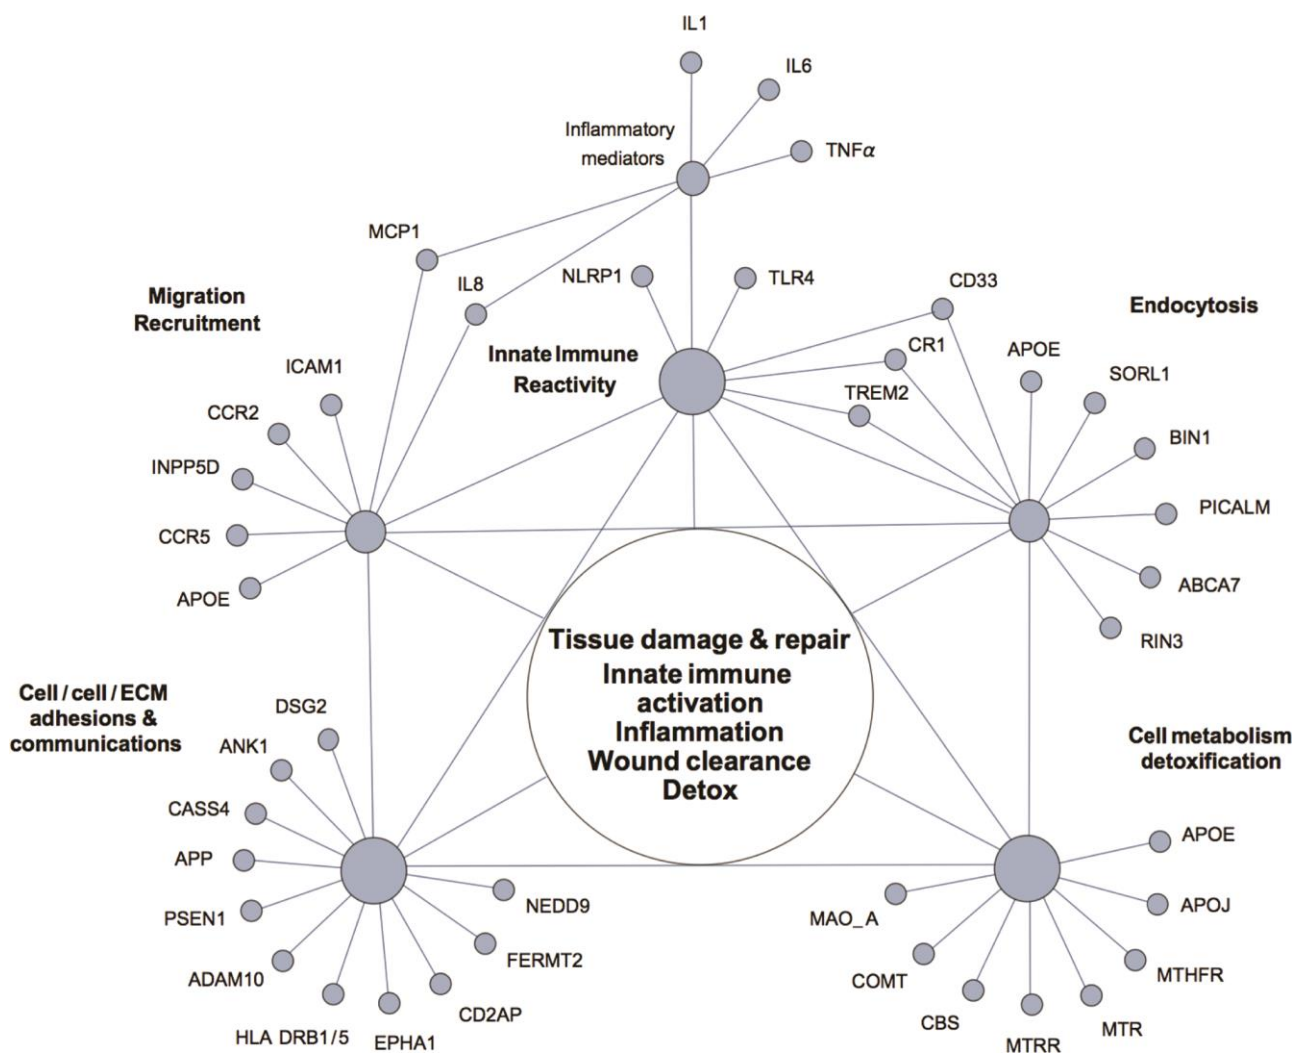 IL1
IL6
Inflammatory
mediators
TNFα
MCP1
IL8
NLRP1
TLR4
CD33
Migration
Recruitment
Endocytosis
Innate Immune
Reactivity
CR1
APOE
SORL1
ICAM1
CCR2
TREM2
BIN1
INPP5D
PICALM
CCR5
APOE
ABCA7
RIN3
Tissue damage & repair
Innate immune
activation
Inflammation
Wound clearance
Detox
Cell / cell / ECM
adhesions &
communications
DSG2
ANK1
CASS4
APP
PSEN1
ADAM10
HLA DRB1/5
EPHA1
CD2AP
FERMT2
NEDD9
Cell metabolism
detoxification
APOE
APOJ
MTHFR
MTR
MTRR
CBS
COMT
MAO_A